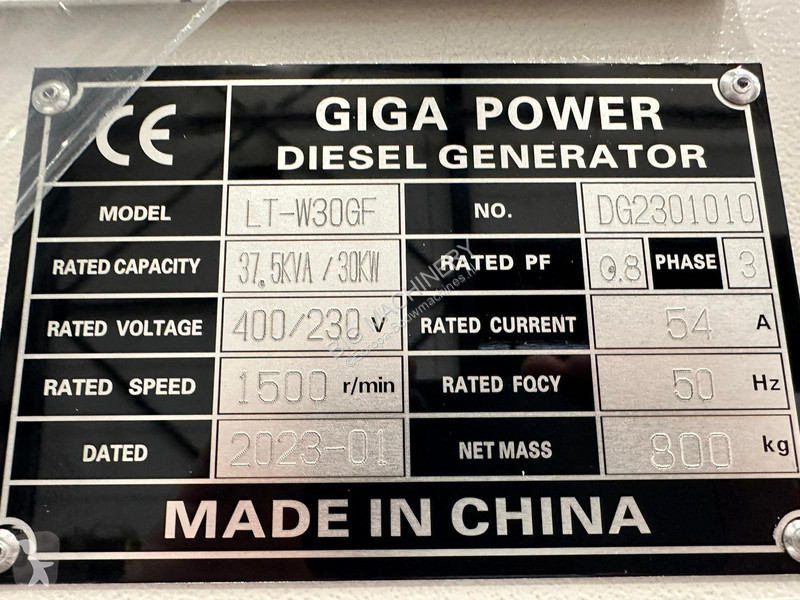 CE GIGA POWER
DIESEL GENERATOR
MODEL LT-W30GF NO. DG2301010
RATED CAPACITY 37.5KVA/30KW RATED PF 0.8 PHASE 3
RATED VOLTAGE 400/230 V RATED CURRENT 54 A
RATED SPEED 1500 r/min RATED FQCY 50 Hz
DATED 2023-01 NET MASS 800 kg
MADE IN CHINA
MACHINERY